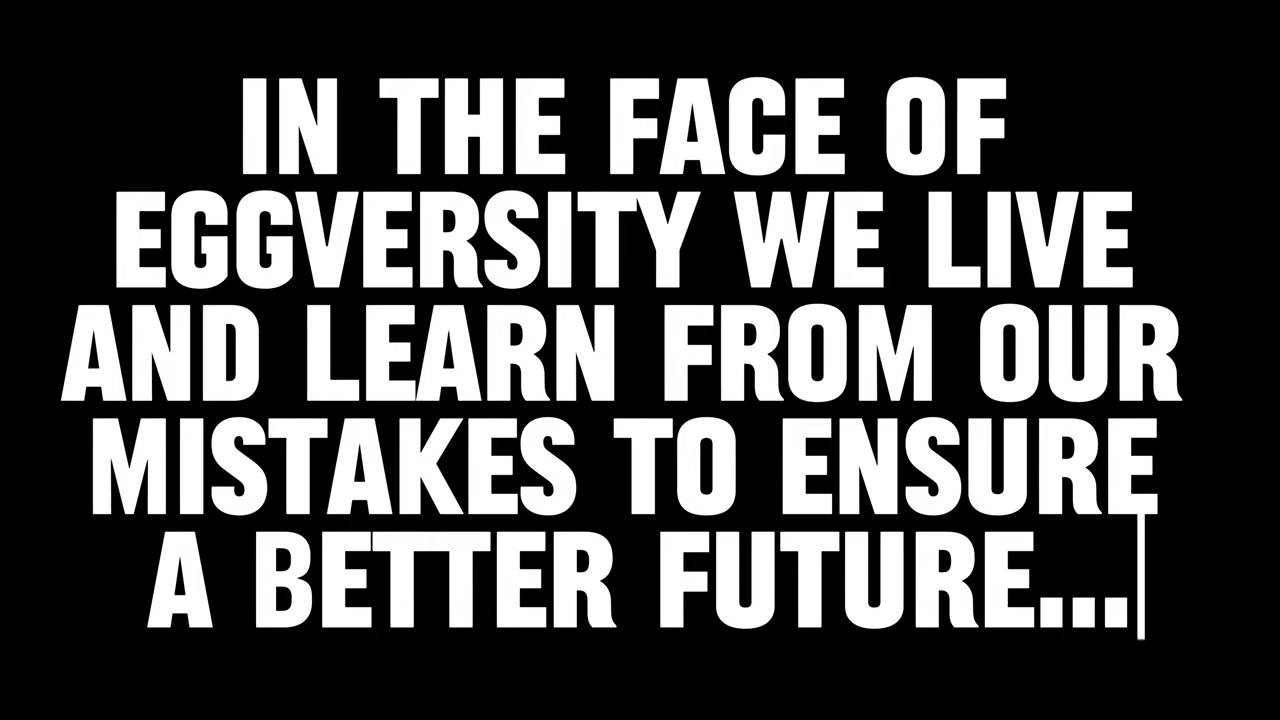 IN THE FACE OF
EGGVERSITY WE LIVE
AND LEARN FROM OUR
MISTAKES TO ENSURE
A BETTER FUTURE...